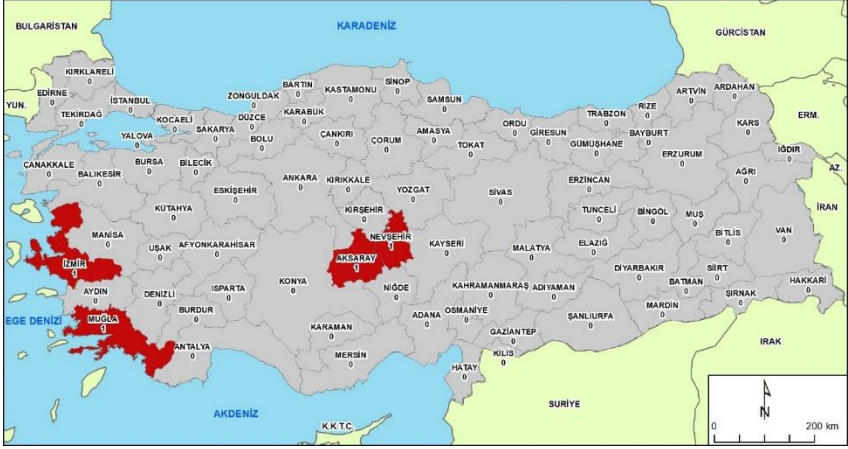 BULGARİSTAN
KARADENİZ
GÜRCİSTAN
KIRKLARELİ
0
EDİRNE
0
TEKİRDAĞ
0
İSTANBUL
0
YUN.
KOCAELİ
0
YALOVA
0
SAKARYA
0
DÜZCE
0
ZONGULDAK
0
BARTIN
0
KARABÜK
0
BOLU
0
KASTAMONU
0
SİNOP
0
SAMSUN
0
ÇANKIRI
0
ÇORUM
0
AMASYA
0
TOKAT
0
ORDU
0
GİRESUN
0
TRABZON
0
GÜMÜŞHANE
0
RİZE
0
BAYBURT
0
ARTVİN
0
ARDAHAN
0
KARS
0
ERM.
IĞDIR
0
AZ.
ERZURUM
0
AĞRI
0
İRAN
ÇANAKKALE
0
BALIKESİR
0
BURSA
0
BİLECİK
0
ESKİŞEHİR
0
KÜTAHYA
0
ANKARA
0
KIRIKKALE
0
YOZGAT
0
SİVAS
0
ERZİNCAN
0
TUNCELİ
0
BİNGÖL
0
MUŞ
0
BİTLİS
0
VAN
0
KIRŞEHİR
0
NEVŞEHİR
1
AKSARAY
1
KAYSERİ
0
MALATYA
0
ELAZIĞ
0
MANİSA
0
İZMİR
1
UŞAK
0
AFYONKARAHİSAR
0
KONYA
0
NİĞDE
0
KAHRAMANMARAŞ
0
ADIYAMAN
0
DİYARBAKIR
0
BATMAN
0
SİİRT
0
ŞIRNAK
0
HAKKARİ
0
AYDIN
0
DENİZLİ
0
ISPARTA
0
BURDUR
0
MARDİN
0
ŞANLIURFA
0
EGE DENİZİ
MUĞLA
1
ANTALYA
0
KARAMAN
0
MERSİN
0
ADANA
0
OSMANİYE
0
GAZİANTEP
0
KİLİS
0
HATAY
0
IRAK
SURİYE
AKDENİZ
K.K.T.C.
N
0
200 km